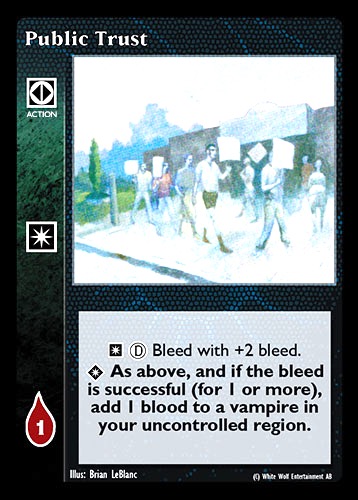 Public Trust
ACTION
D Bleed with +2 bleed.
As above, and if the bleed
is successful (for 1 or more),
add 1 blood to a vampire in
your uncontrolled region.
1
Illus: Brian LeBlanc
(C) White Wolf Entertainment AB